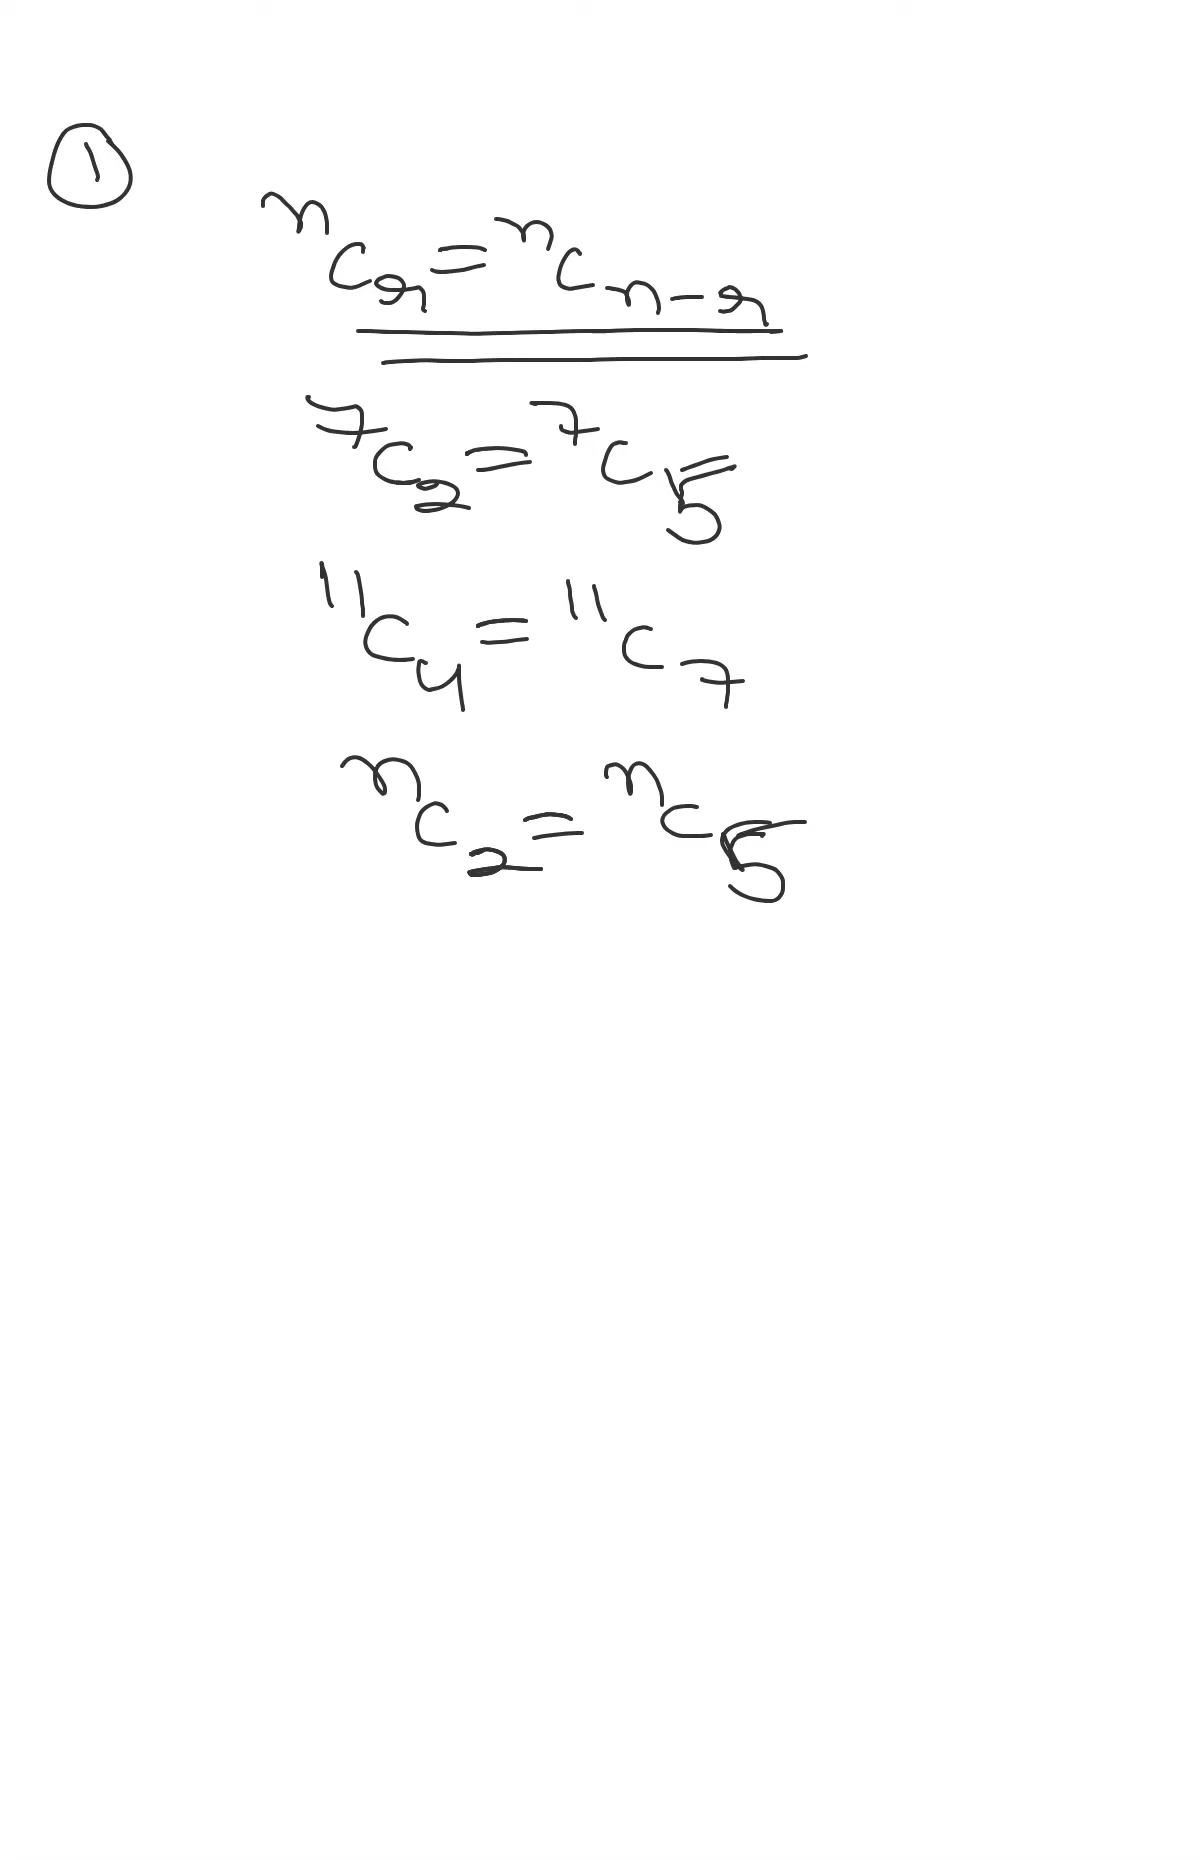 ①
ⁿCᵣ = ⁿCₙ₋ᵣ
⁷C₂ = ⁷C₅
¹¹C₄ = ¹¹C₇
ⁿC₂ = ⁿC₅